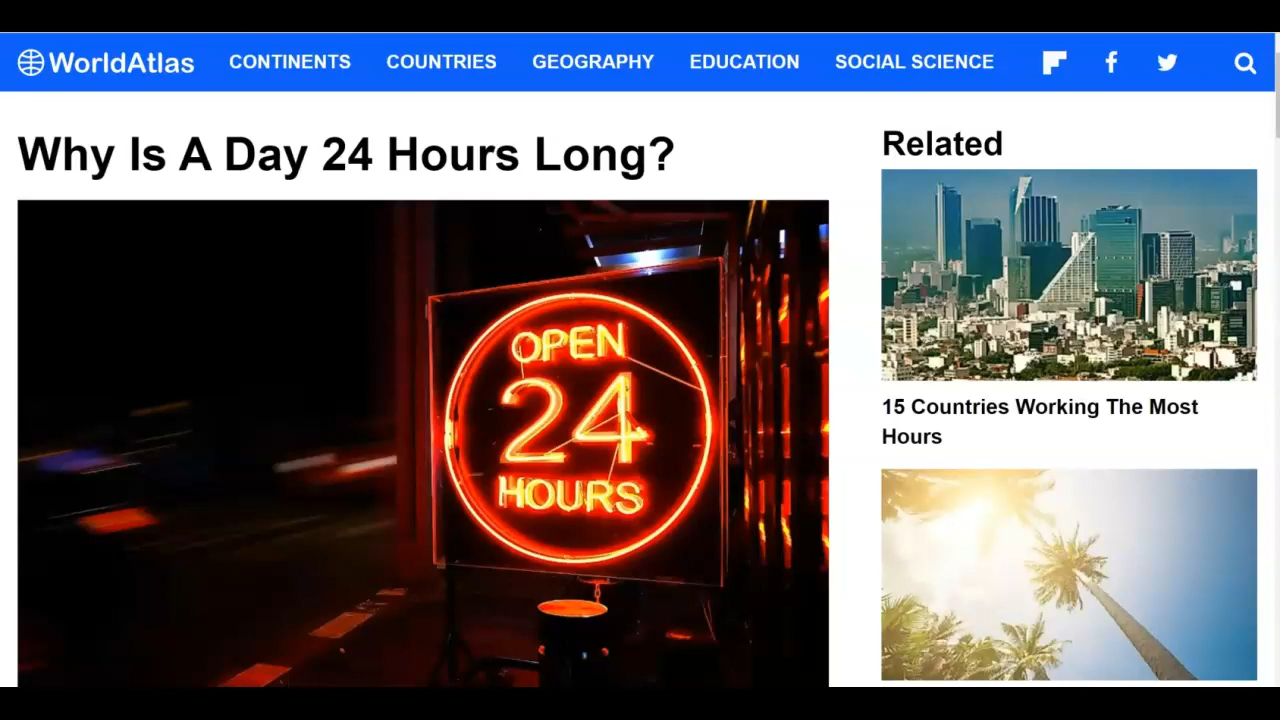 WorldAtlas CONTINENTS COUNTRIES GEOGRAPHY EDUCATION SOCIAL SCIENCE
Why Is A Day 24 Hours Long?
OPEN
24
HOURS
Related
15 Countries Working The Most
Hours